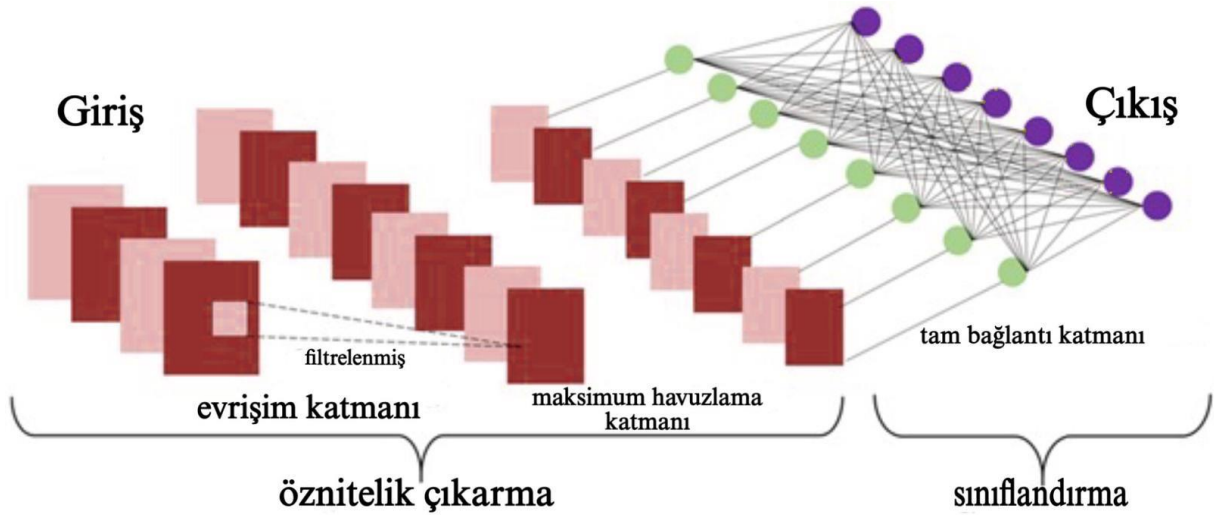 Giriş
Çıkış
filtrelenmiş
tam bağlantı katmanı
evrişim katmanı
maksimum havuzlama
katmanı
öznitelik çıkarma
sınıflandırma